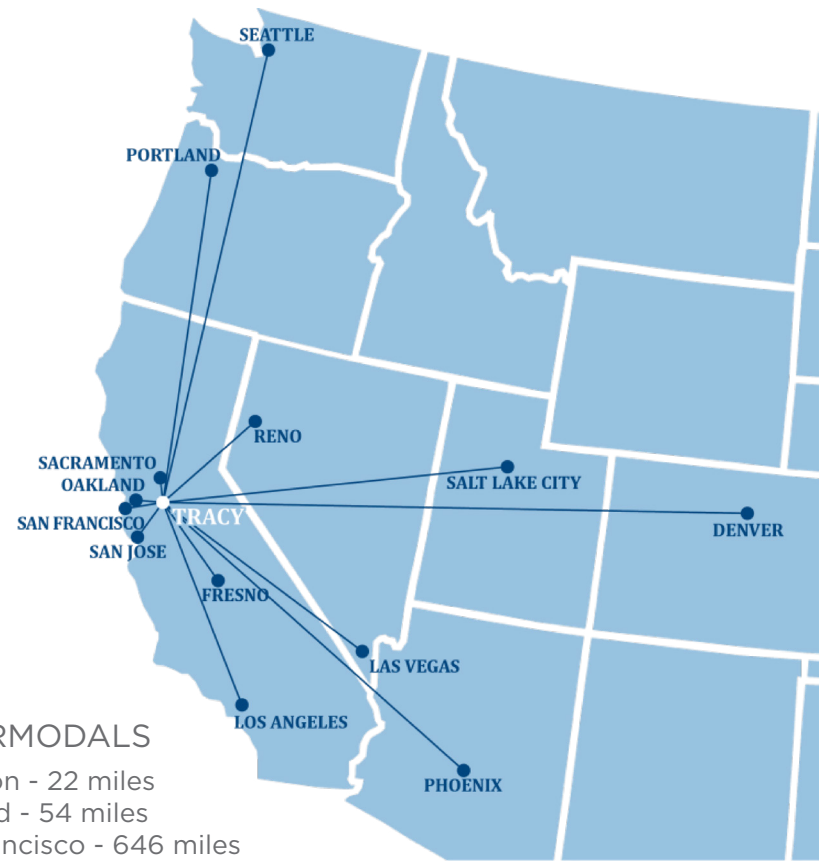 SEATTLE
PORTLAND
RENO
SACRAMENTO
OAKLAND
SALT LAKE CITY
SAN FRANCISCO
TRACY
DENVER
SAN JOSE
FRESNO
LAS VEGAS
LOS ANGELES
PHOENIX
RMODALS
on - 22 miles
d - 54 miles
ncisco - 646 miles